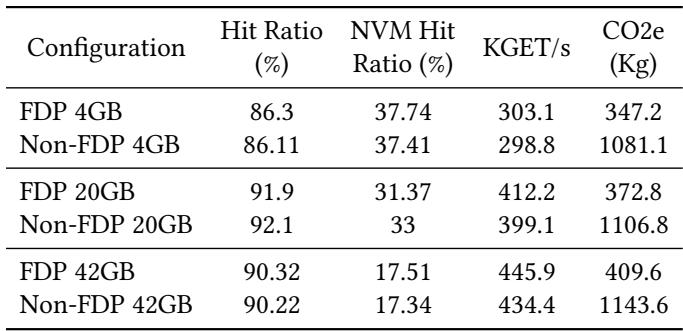 Configuration Hit Ratio (%) NVM Hit Ratio (%) KGET/s CO2e (Kg)
FDP 4GB 86.3 37.74 303.1 347.2
Non-FDP 4GB 86.11 37.41 298.8 1081.1
FDP 20GB 91.9 31.37 412.2 372.8
Non-FDP 20GB 92.1 33 399.1 1106.8
FDP 42GB 90.32 17.51 445.9 409.6
Non-FDP 42GB 90.22 17.34 434.4 1143.6